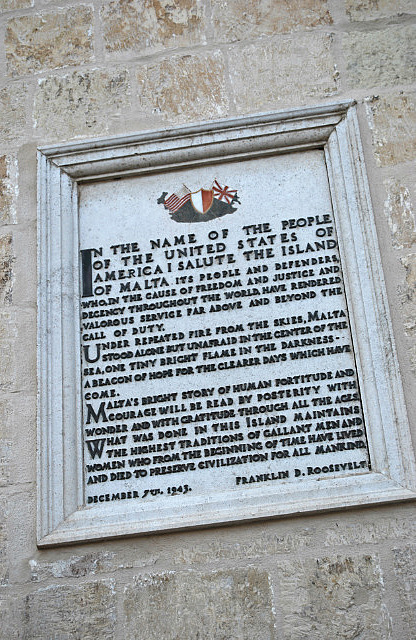 IN THE NAME OF THE PEOPLE
OF THE UNITED STATES OF
AMERICA I SALUTE THE ISLAND
OF MALTA, ITS PEOPLE AND DEFENDERS,
WHO, IN THE CAUSE OF FREEDOM AND JUSTICE AND
DECENCY THROUGHOUT THE WORLD, HAVE RENDERED
VALOROUS SERVICE FAR ABOVE AND BEYOND THE
CALL OF DUTY.
UNDER REPEATED FIRE FROM THE SKIES, MALTA
STOOD ALONE BUT UNAFRAID IN THE CENTER OF THE
SEA, ONE TINY BRIGHT FLAME IN THE DARKNESS--
A BEACON OF HOPE FOR THE CLEARER DAYS WHICH HAVE
COME.
MALTA'S BRIGHT STORY OF HUMAN FORTITUDE AND
COURAGE WILL BE READ BY POSTERITY WITH
WONDER AND WITH GRATITUDE THROUGH ALL THE AGES.
WHAT WAS DONE IN THIS ISLAND MAINTAINS
THE HIGHEST TRADITIONS OF GALLANT MEN AND
WOMEN WHO FROM THE BEGINNING OF TIME HAVE LIVED
AND DIED TO PRESERVE CIVILIZATION FOR ALL MANKIND.
FRANKLIN D. ROOSEVELT.
DECEMBER 7TH. 1943.